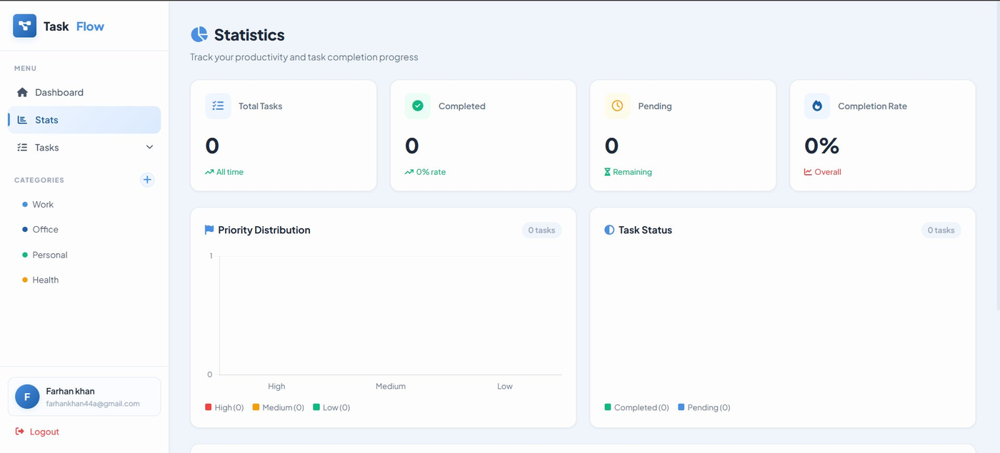 Task Flow
MENU
Dashboard
Stats
Tasks
CATEGORIES
Work
Office
Personal
Health
F
Farhan khan
farhankhan44a@gmail.com
Logout
Statistics
Track your productivity and task completion progress
Total Tasks
0
All time
Completed
0
0% rate
Pending
0
Remaining
Completion Rate
0%
Overall
Priority Distribution
0 tasks
1
0
High Medium Low
High (0) Medium (0) Low (0)
Task Status
0 tasks
Completed (0) Pending (0)